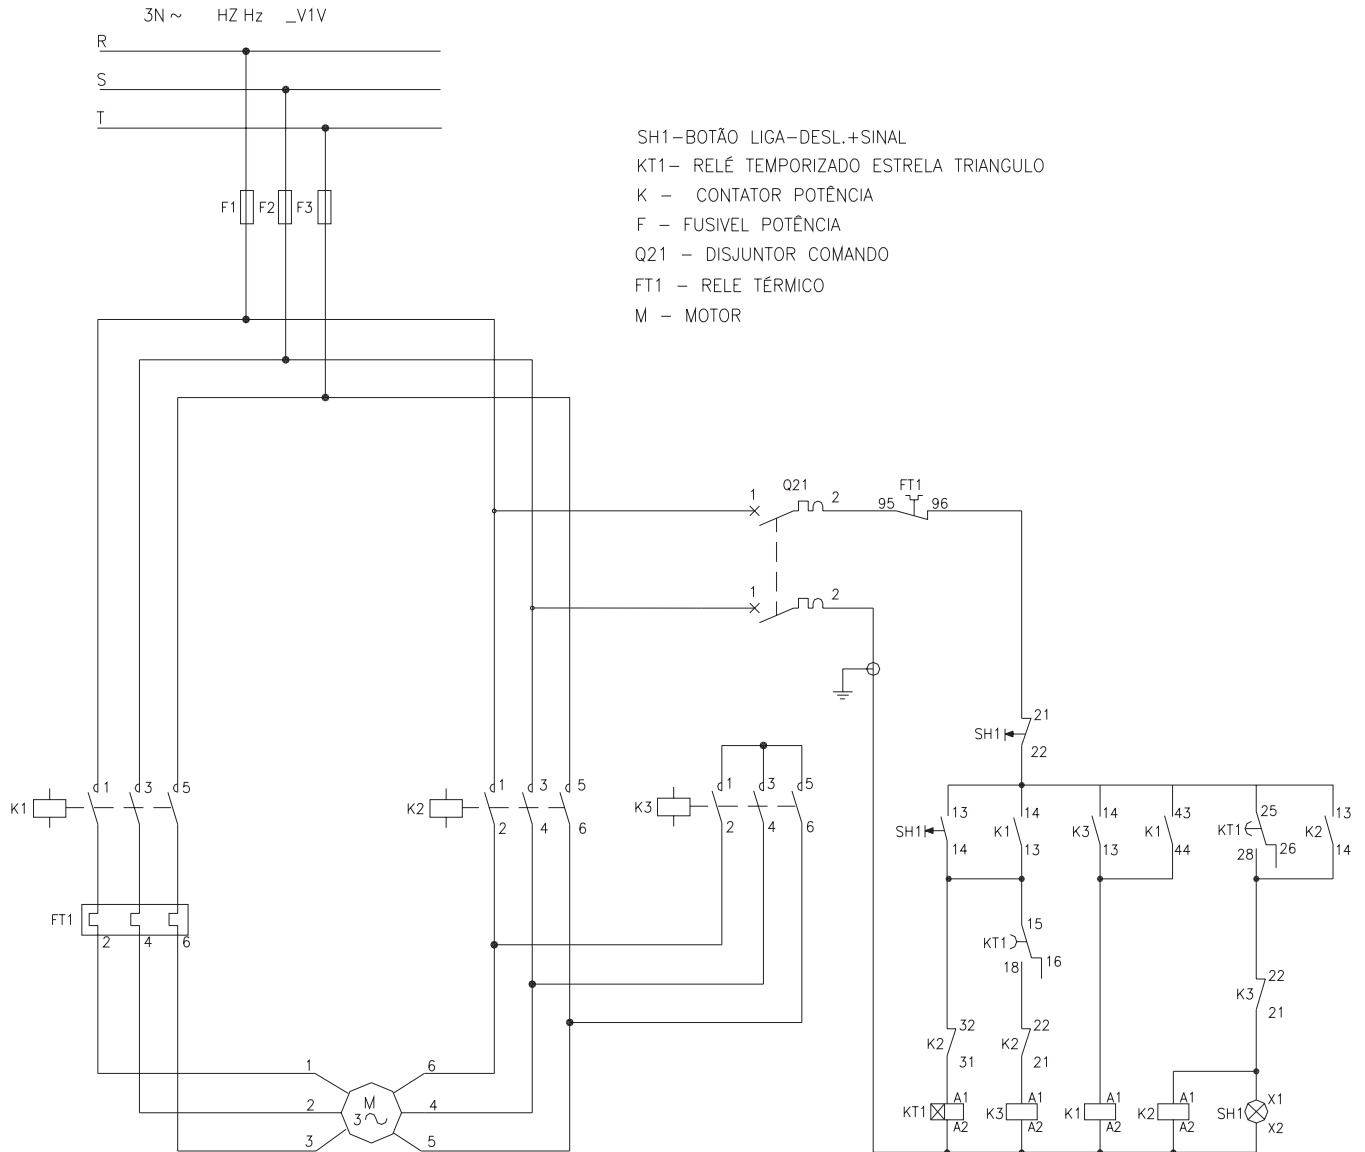 3N ~ HZ Hz _V1V
R
S
T
SH1-BOTÃO LIGA-DESL.+SINAL
KT1- RELÉ TEMPORIZADO ESTRELA TRIANGULO
K - CONTATOR POTÊNCIA
F - FUSIVEL POTÊNCIA
Q21 - DISJUNTOR COMANDO
FT1 - RELE TÉRMICO
M - MOTOR
F1 F2 F3
1 Q21 2
FT1
95 96
1 2
21
SH1
22
K1 1 3 5
K2 1 3 5
2 4 6
K3 1 3 5
2 4 6
13 14 14 43 25 13
SH1 K1 K3 K1 KT1 K2
14 13 13 44 28 26 14
FT1
2 4 6
15
KT1
18 16
22
K3
21
32 22
K2 K2
31 21
1 6
2 M 3 4
3 5
A1 A1 A1 A1 X1
KT1 K3 K1 K2 SH1
A2 A2 A2 A2 X2